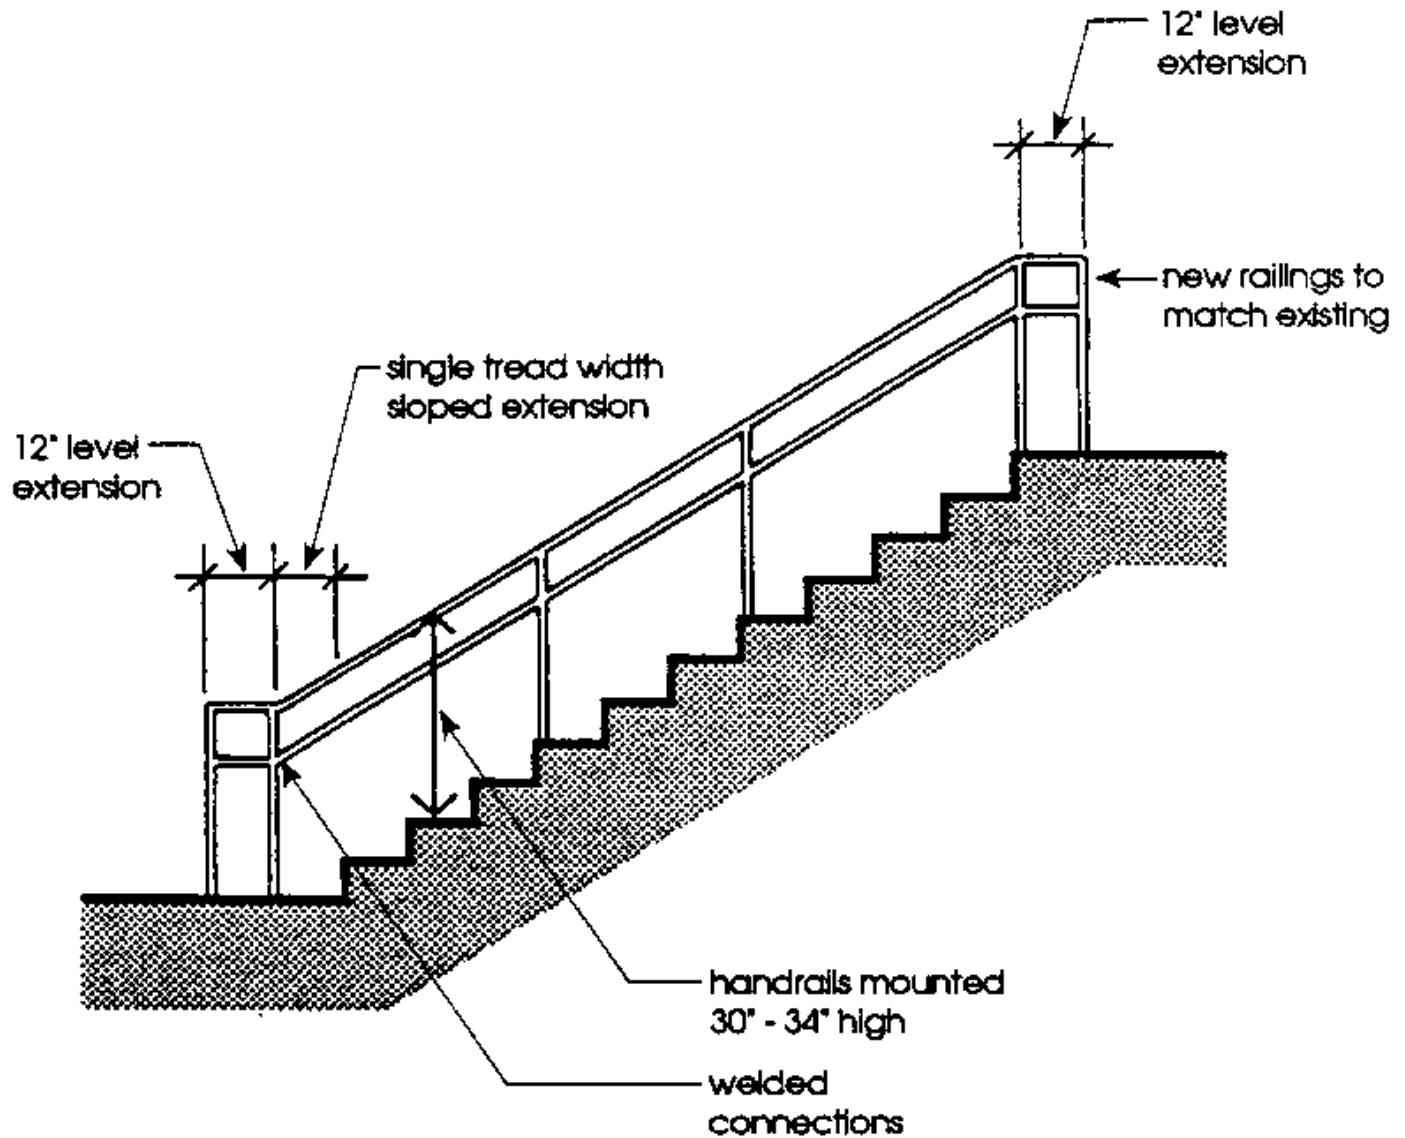 12" level
extension
new railings to
match existing
single tread width
sloped extension
12" level
extension
handrails mounted
30" - 34" high
welded
connections